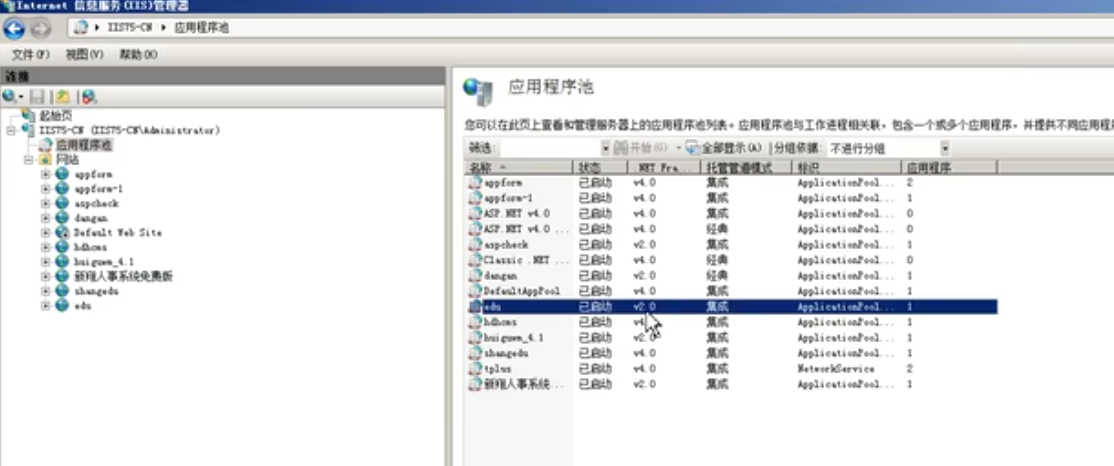 Internet 信息服务(IIS)管理器
IIS75-CN 应用程序池
文件(F) 视图(V) 帮助(H)
连接
起始页
IIS75-CN (IIS75-CN\Administrator)
应用程序池
网站
appform
appform-1
aspcheck
dangan
Default Web Site
hdhcms
huiguem_4.1
新翔人事系统免费版
shangedu
edu
应用程序池
您可以在此页上查看和管理服务器上的应用程序池列表。应用程序池与工作进程相关联，包含一个或多个应用程序，并提供不同应用程
筛选: 开始(G) 全部显示(A) 分组依据: 不进行分组
名称 状态 .NET Fra... 托管管道模式 标识 应用程序
appform 已启动 v4.0 集成 ApplicationPool... 2
appform-1 已启动 v4.0 集成 ApplicationPool... 1
ASP.NET v4.0 已启动 v4.0 集成 ApplicationPool... 0
ASP.NET v4.0 ... 已启动 v4.0 经典 ApplicationPool... 0
aspcheck 已启动 v2.0 集成 ApplicationPool... 1
Classic .NET ... 已启动 v2.0 经典 ApplicationPool... 0
dangan 已启动 v2.0 经典 ApplicationPool... 1
DefaultAppPool 已启动 v4.0 集成 ApplicationPool... 1
edu 已启动 v2.0 集成 ApplicationPool... 1
hdhcms 已启动 v4 集成 ApplicationPool... 1
huiguem_4.1 已启动 v2.0 集成 ApplicationPool... 1
shangedu 已启动 v4.0 集成 ApplicationPool... 1
tplus 已启动 v4.0 集成 NetworkService 2
新翔人事系统... 已启动 v2.0 集成 ApplicationPool... 1